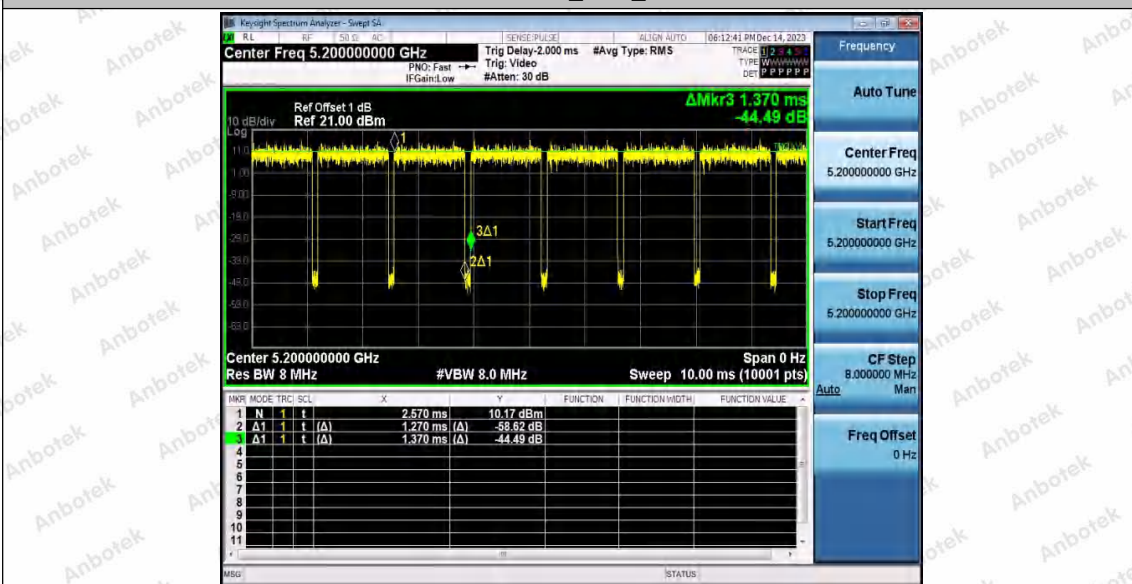 Keysight Spectrum Analyzer - Swept SA
RL RF 50 Ω AC SENSE:PULSE ALIGN AUTO 06:12:41 PM Dec 14, 2023
Center Freq 5.200000000 GHz
PNO: Fast
IFGain:Low
Trig Delay-2.000 ms
Trig: Video
#Atten: 30 dB
#Avg Type: RMS
TRACE 1 2 3 4 5 6
TYPE WWWWWW
DET P P P P P P
ΔMkr3 1.370 ms
-44.49 dB
Ref Offset 1 dB
Ref 21.00 dBm
10 dB/div
Log
11.0
1.00
-9.00
-19.0
-29.0
-39.0
-49.0
-59.0
-69.0
1
3Δ1
2Δ1
Center 5.200000000 GHz Span 0 Hz
Res BW 8 MHz #VBW 8.0 MHz Sweep 10.00 ms (10001 pts)
MKR MODE TRC SCL X Y FUNCTION FUNCTION WIDTH FUNCTION VALUE
1 N 1 t 2.570 ms 10.17 dBm
2 Δ1 1 t (Δ) 1.270 ms (Δ) -58.62 dB
3 Δ1 1 t (Δ) 1.370 ms (Δ) -44.49 dB
4
5
6
7
8
9
10
11
MSG STATUS
Frequency
Auto Tune
Center Freq
5.200000000 GHz
Start Freq
5.200000000 GHz
Stop Freq
5.200000000 GHz
CF Step
8.000000 MHz
Auto Man
Freq Offset
0 Hz
Anbotek